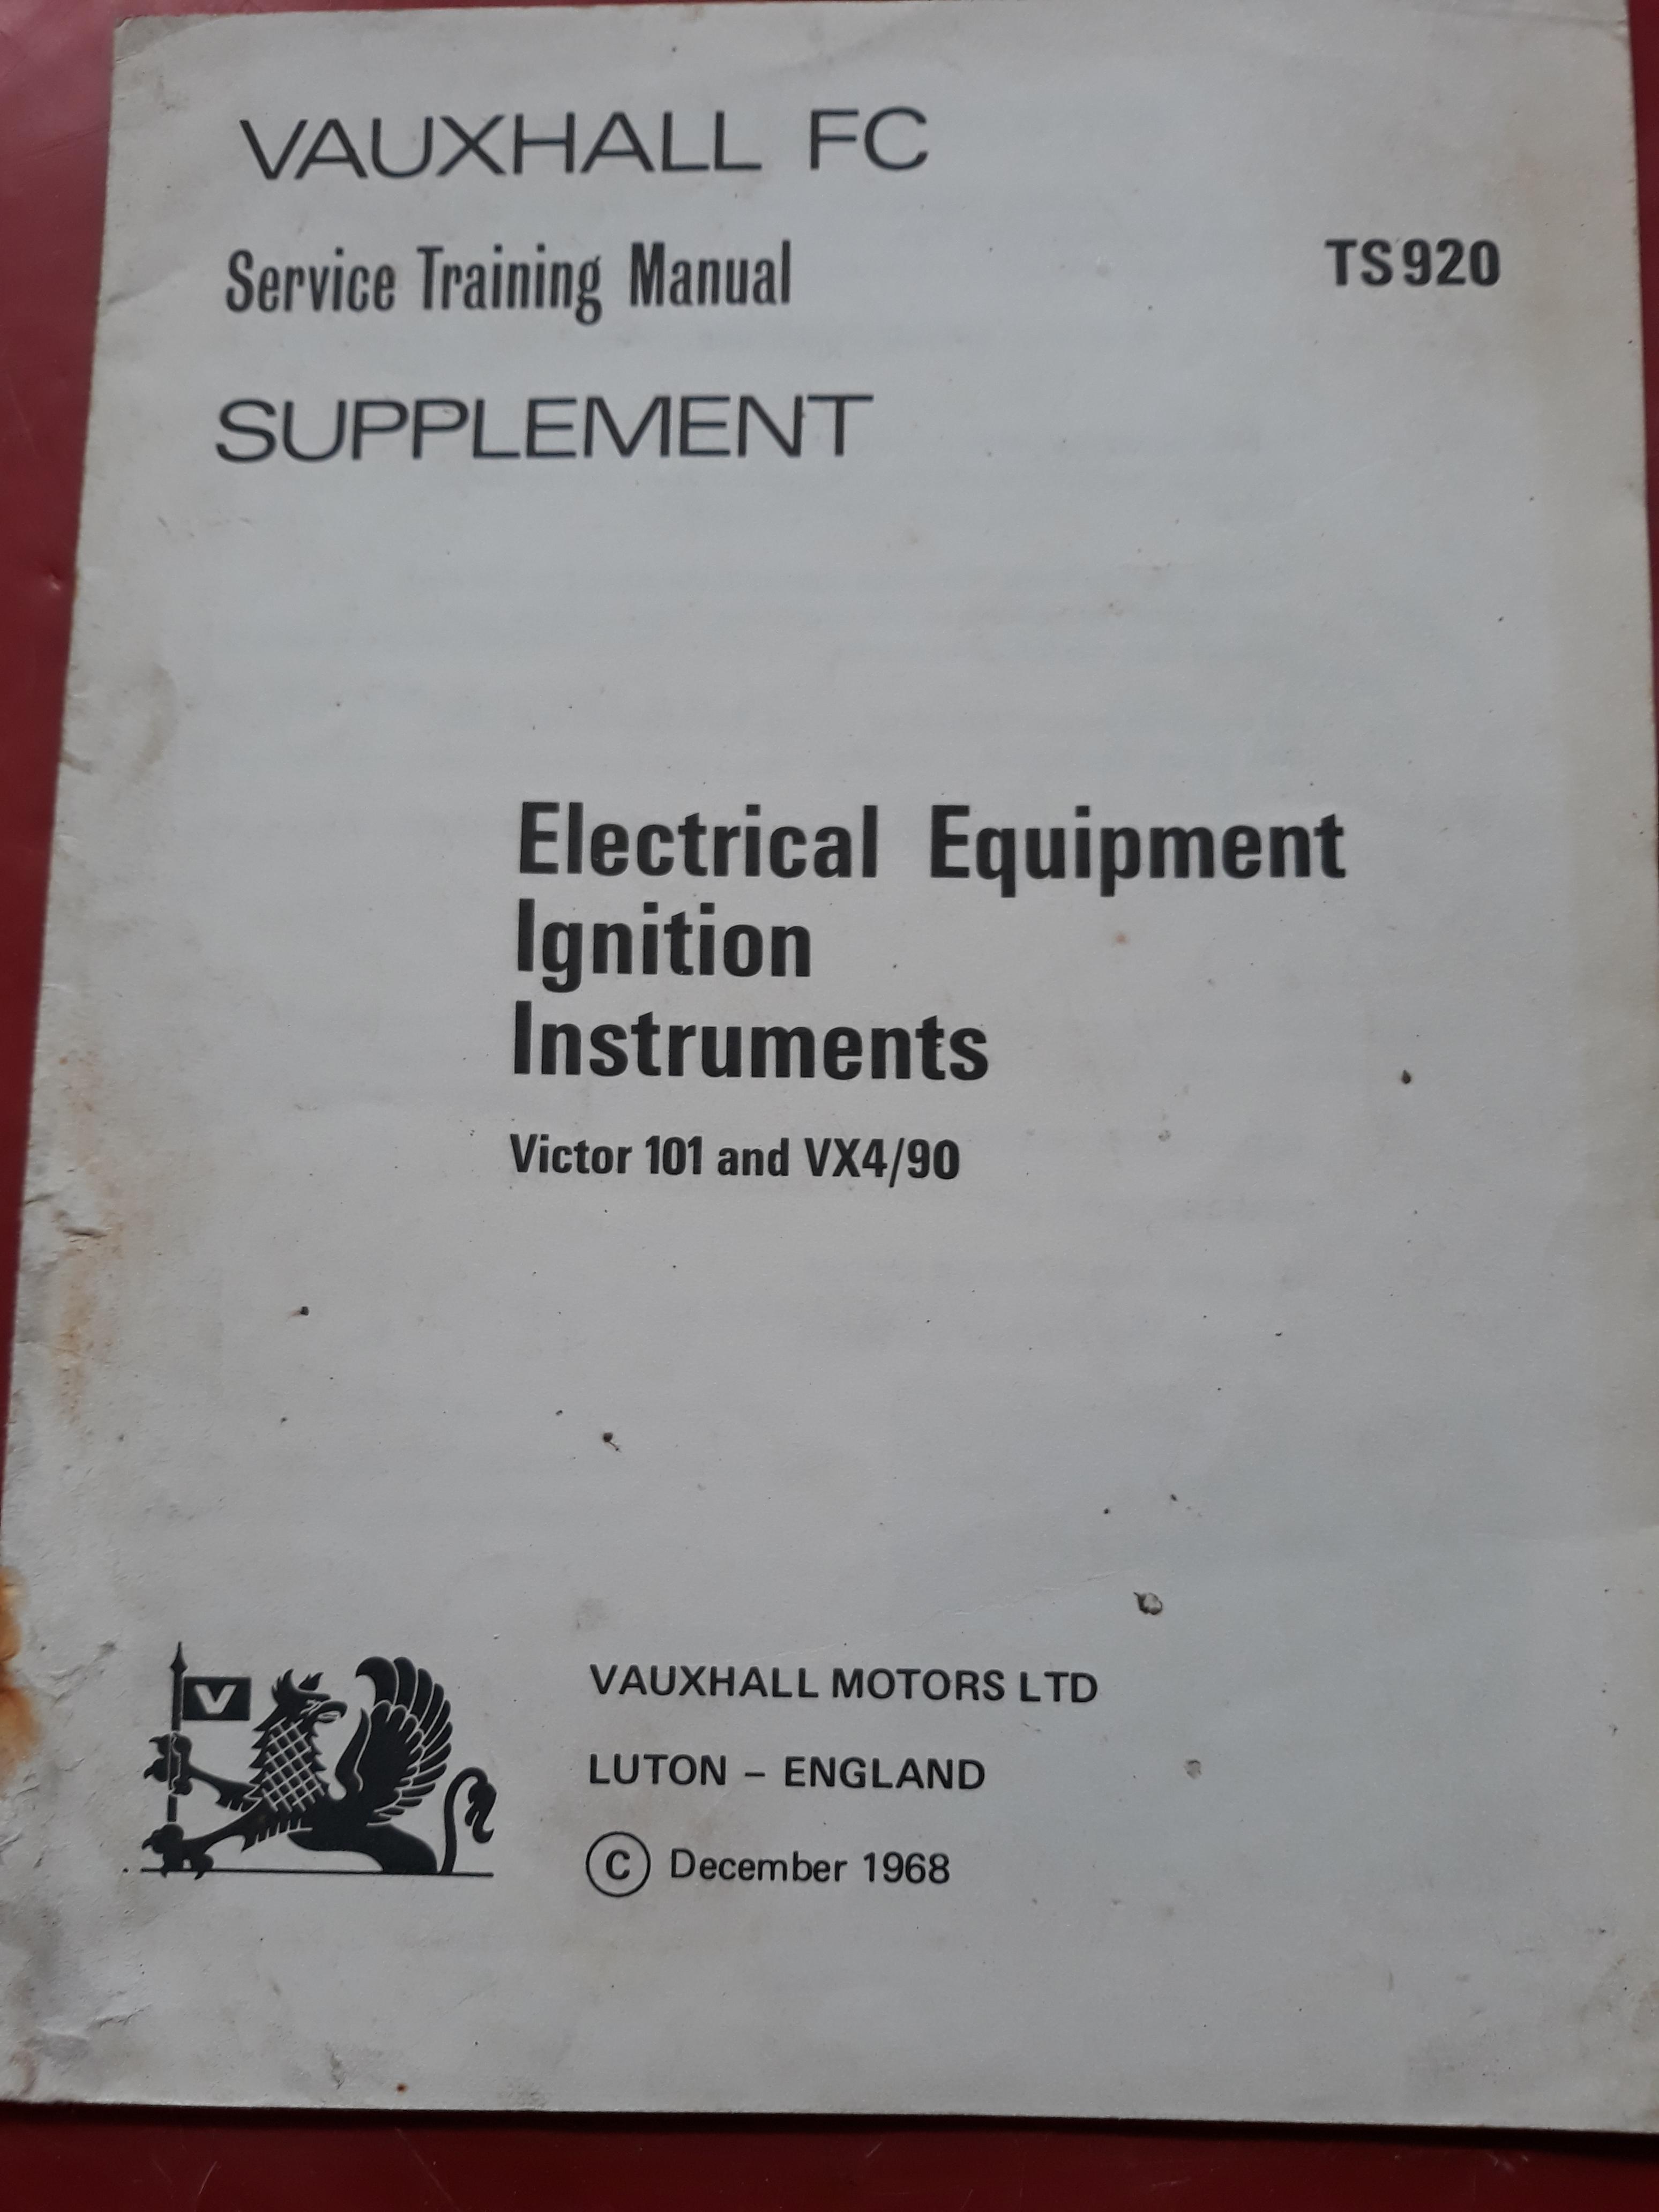 VAUXHALL FC
Service Training Manual
TS920
SUPPLEMENT
Electrical Equipment
Ignition
Instruments
Victor 101 and VX4/90
V
VAUXHALL MOTORS LTD
LUTON – ENGLAND
© December 1968